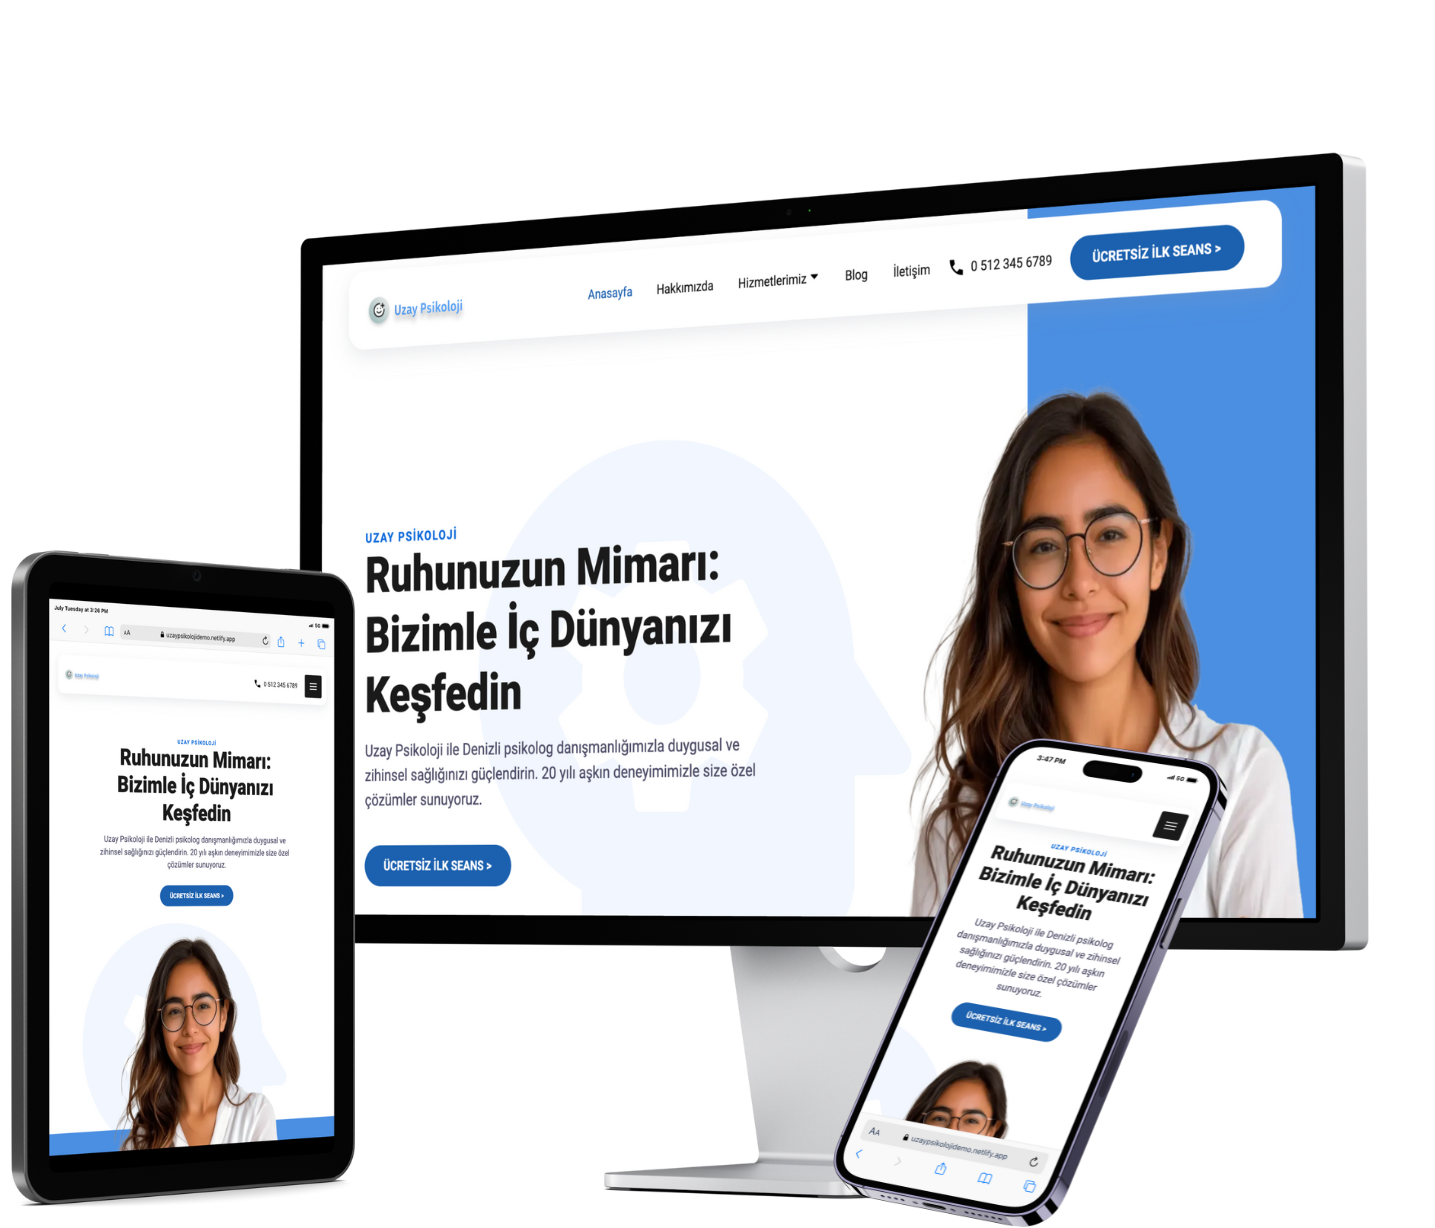 Uzay Psikoloji
Anasayfa
Hakkımızda
Hizmetlerimiz
Blog
İletişim
0 512 345 6789
ÜCRETSİZ İLK SEANS >
UZAY PSİKOLOJİ
Ruhunuzun Mimarı:
Bizimle İç Dünyanızı
Keşfedin
Uzay Psikoloji ile Denizli psikolog danışmanlığımızla duygusal ve
zihinsel sağlığınızı güçlendirin. 20 yılı aşkın deneyimimizle size özel
çözümler sunuyoruz.
ÜCRETSİZ İLK SEANS >
July Tuesday at 3:26 PM
5G
AA
uzaypsikolojidemo.netlify.app
Uzay Psikoloji
0 512 345 6789
UZAY PSİKOLOJİ
Ruhunuzun Mimarı:
Bizimle İç Dünyanızı
Keşfedin
Uzay Psikoloji ile Denizli psikolog danışmanlığımızla duygusal ve
zihinsel sağlığınızı güçlendirin. 20 yılı aşkın deneyimimizle size özel
çözümler sunuyoruz.
ÜCRETSİZ İLK SEANS >
3:47 PM
5G
Uzay Psikoloji
UZAY PSİKOLOJİ
Ruhunuzun Mimarı:
Bizimle İç Dünyanızı
Keşfedin
Uzay Psikoloji ile Denizli psikolog
danışmanlığımızla duygusal ve zihinsel
sağlığınızı güçlendirin. 20 yılı aşkın
deneyimimizle size özel çözümler
sunuyoruz.
ÜCRETSİZ İLK SEANS >
AA
uzaypsikolojidemo.netlify.app